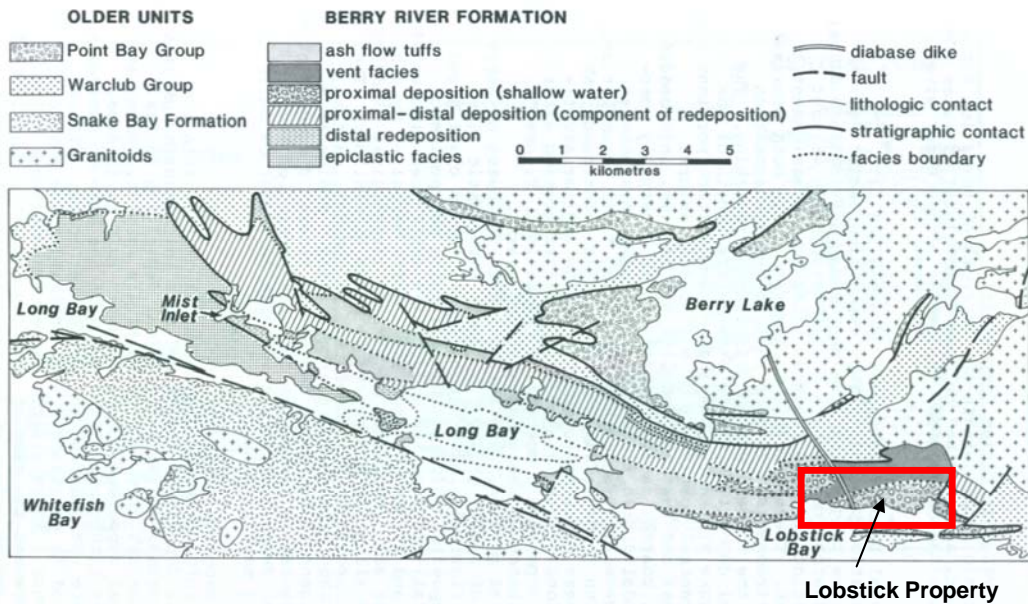 OLDER UNITS
Point Bay Group
Warclub Group
Snake Bay Formation
Granitoids
BERRY RIVER FORMATION
ash flow tuffs
vent facies
proximal deposition (shallow water)
proximal-distal deposition (component of redeposition)
distal redeposition
epiclastic facies
0 1 2 3 4 5
kilometres
diabase dike
fault
lithologic contact
stratigraphic contact
facies boundary
Long Bay
Mist
Inlet
Berry Lake
Long Bay
Whitefish
Bay
Lobstick
Bay
Lobstick Property